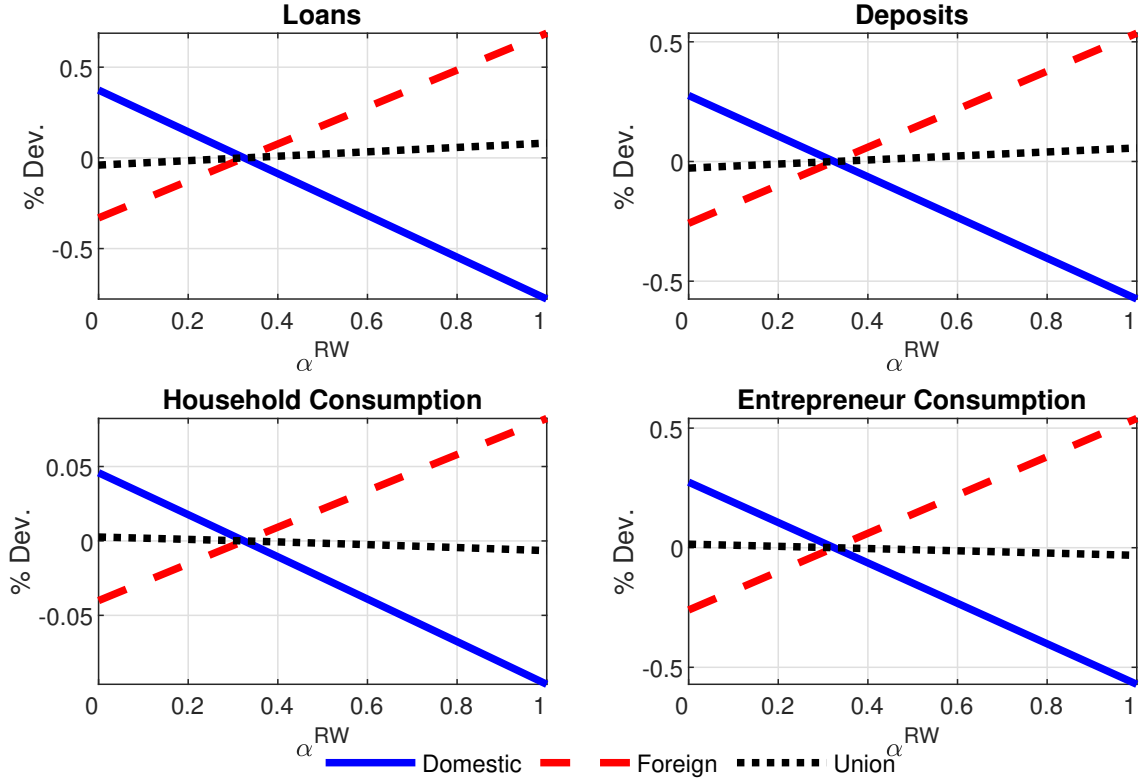 Loans
% Dev.
0.5
0
-0.5
0 0.2 0.4 0.6 0.8 1
α^RW
Deposits
% Dev.
0.5
0
-0.5
0 0.2 0.4 0.6 0.8 1
α^RW
Household Consumption
% Dev.
0.05
0
-0.05
0 0.2 0.4 0.6 0.8 1
α^RW
Entrepreneur Consumption
% Dev.
0.5
0
-0.5
0 0.2 0.4 0.6 0.8 1
α^RW
Domestic Foreign Union